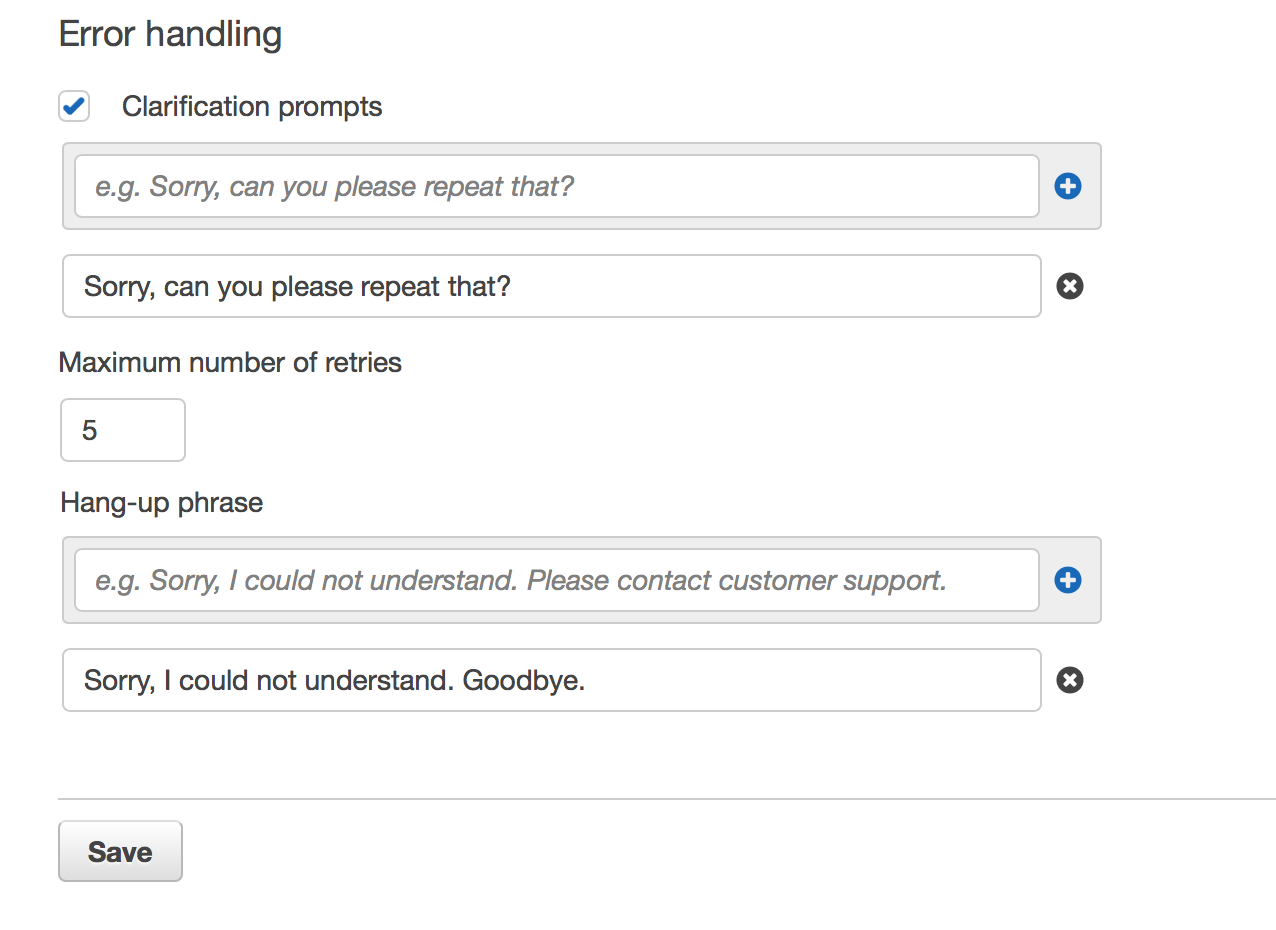 Error handling
Clarification prompts
e.g. Sorry, can you please repeat that?
Sorry, can you please repeat that?
Maximum number of retries
5
Hang-up phrase
e.g. Sorry, I could not understand. Please contact customer support.
Sorry, I could not understand. Goodbye.
Save